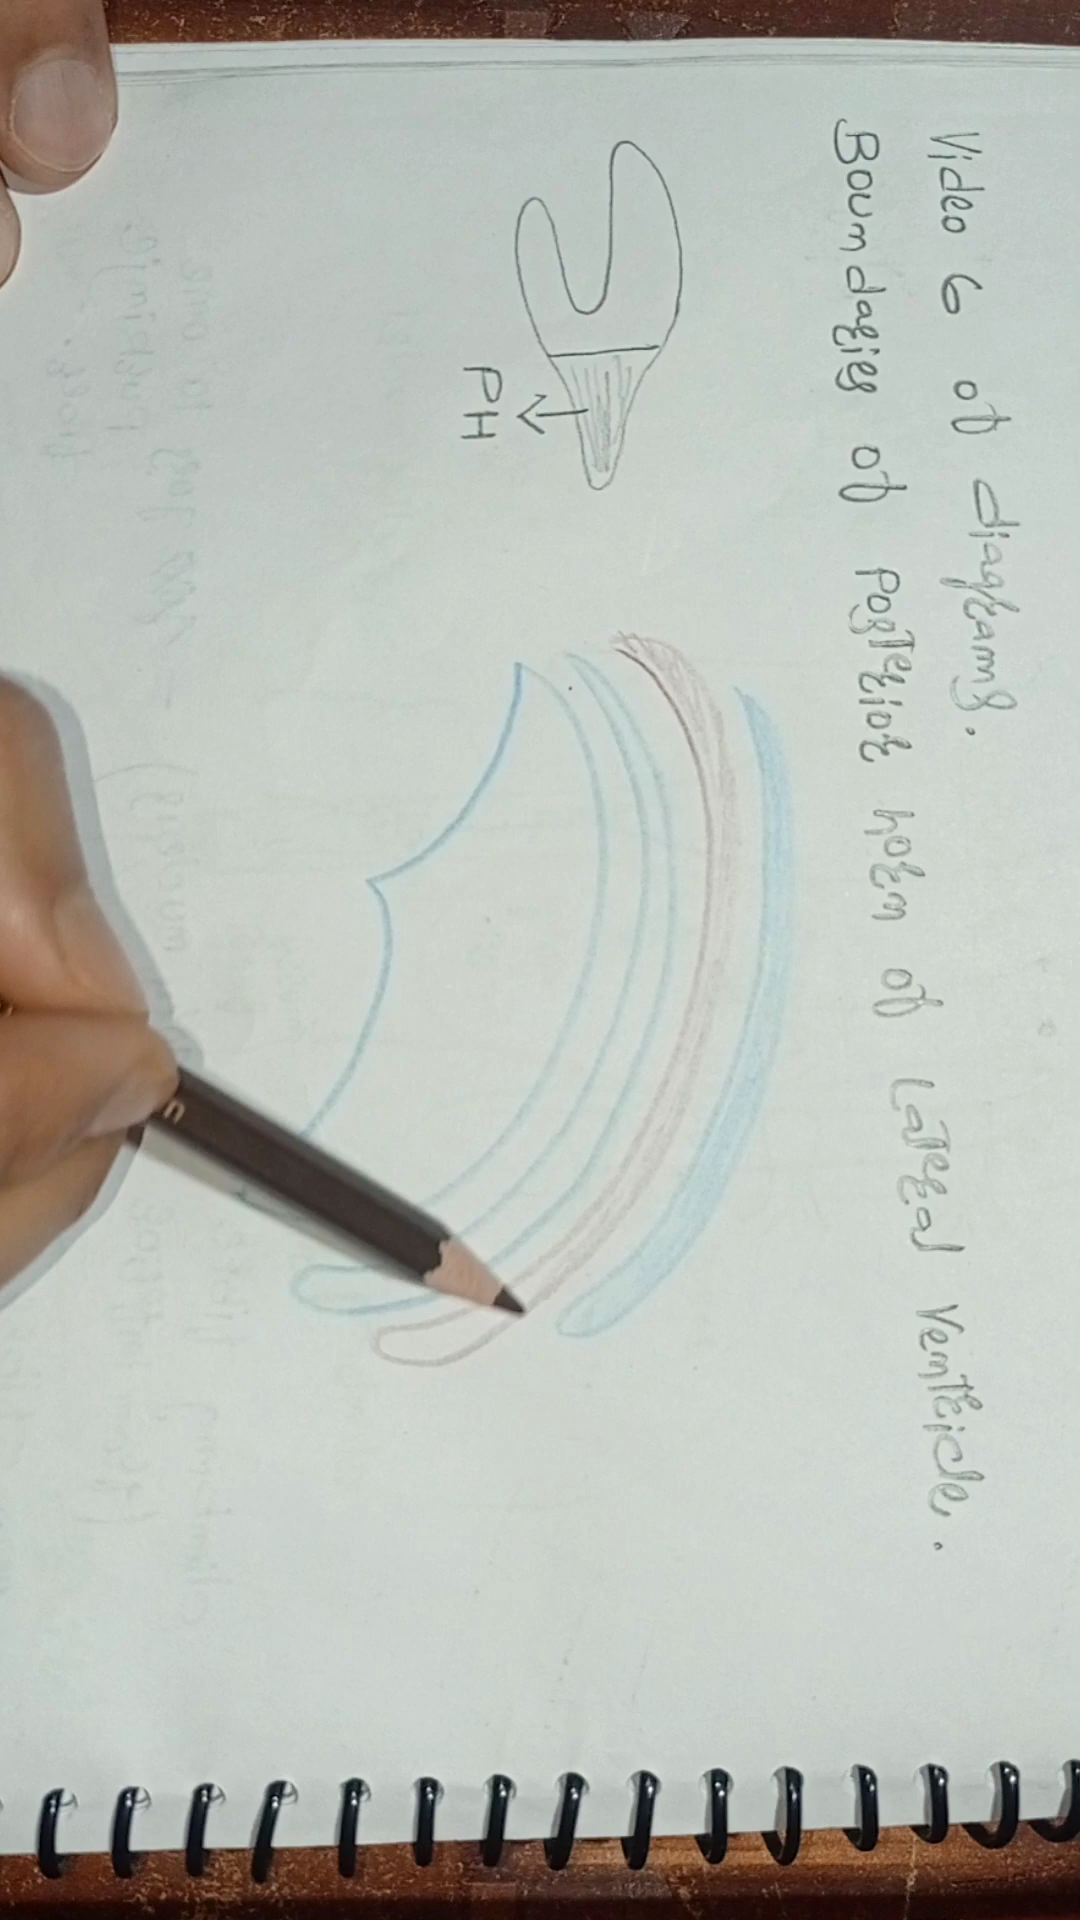 Video 6 of diagrams.
Boundaries of Posterior horn of Lateral Ventricle.
PH